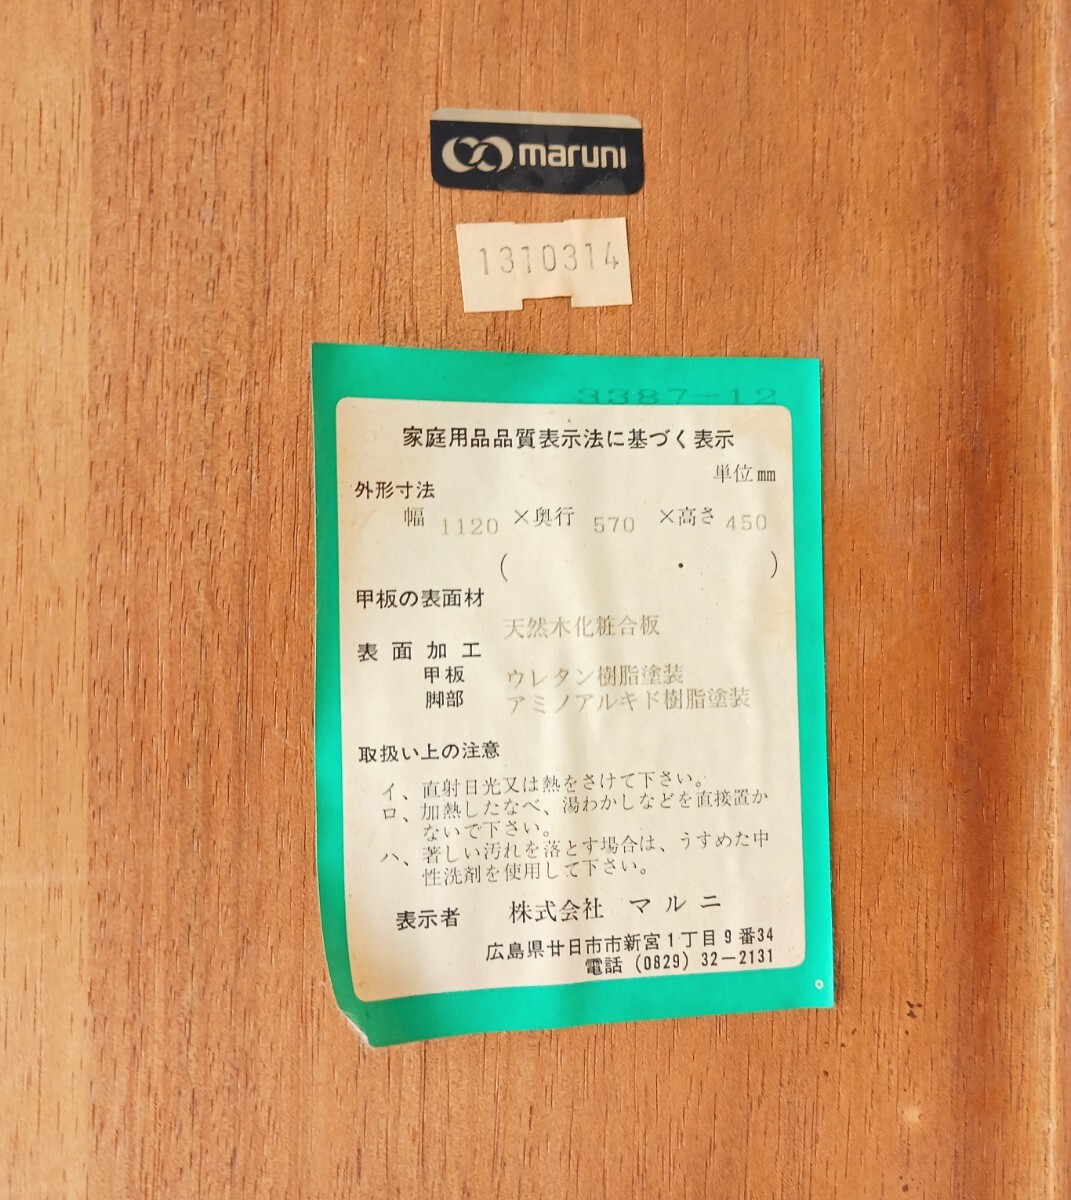 maruni
1310314
3387-12
家庭用品品質表示法に基づく表示
単位mm
外形寸法
幅 1120 ×奥行 570 ×高さ 450
( ・ )
甲板の表面材
天然木化粧合板
表面加工
甲板 ウレタン樹脂塗装
脚部 アミノアルキド樹脂塗装
取扱い上の注意
イ、直射日光又は熱をさけて下さい。
ロ、加熱したなべ、湯わかしなどを直接置か
ないで下さい。
ハ、著しい汚れを落とす場合は、うすめた中
性洗剤を使用して下さい。
表示者 株式会社 マルニ
広島県廿日市市新宮1丁目9番34
電話 (0829) 32-2131